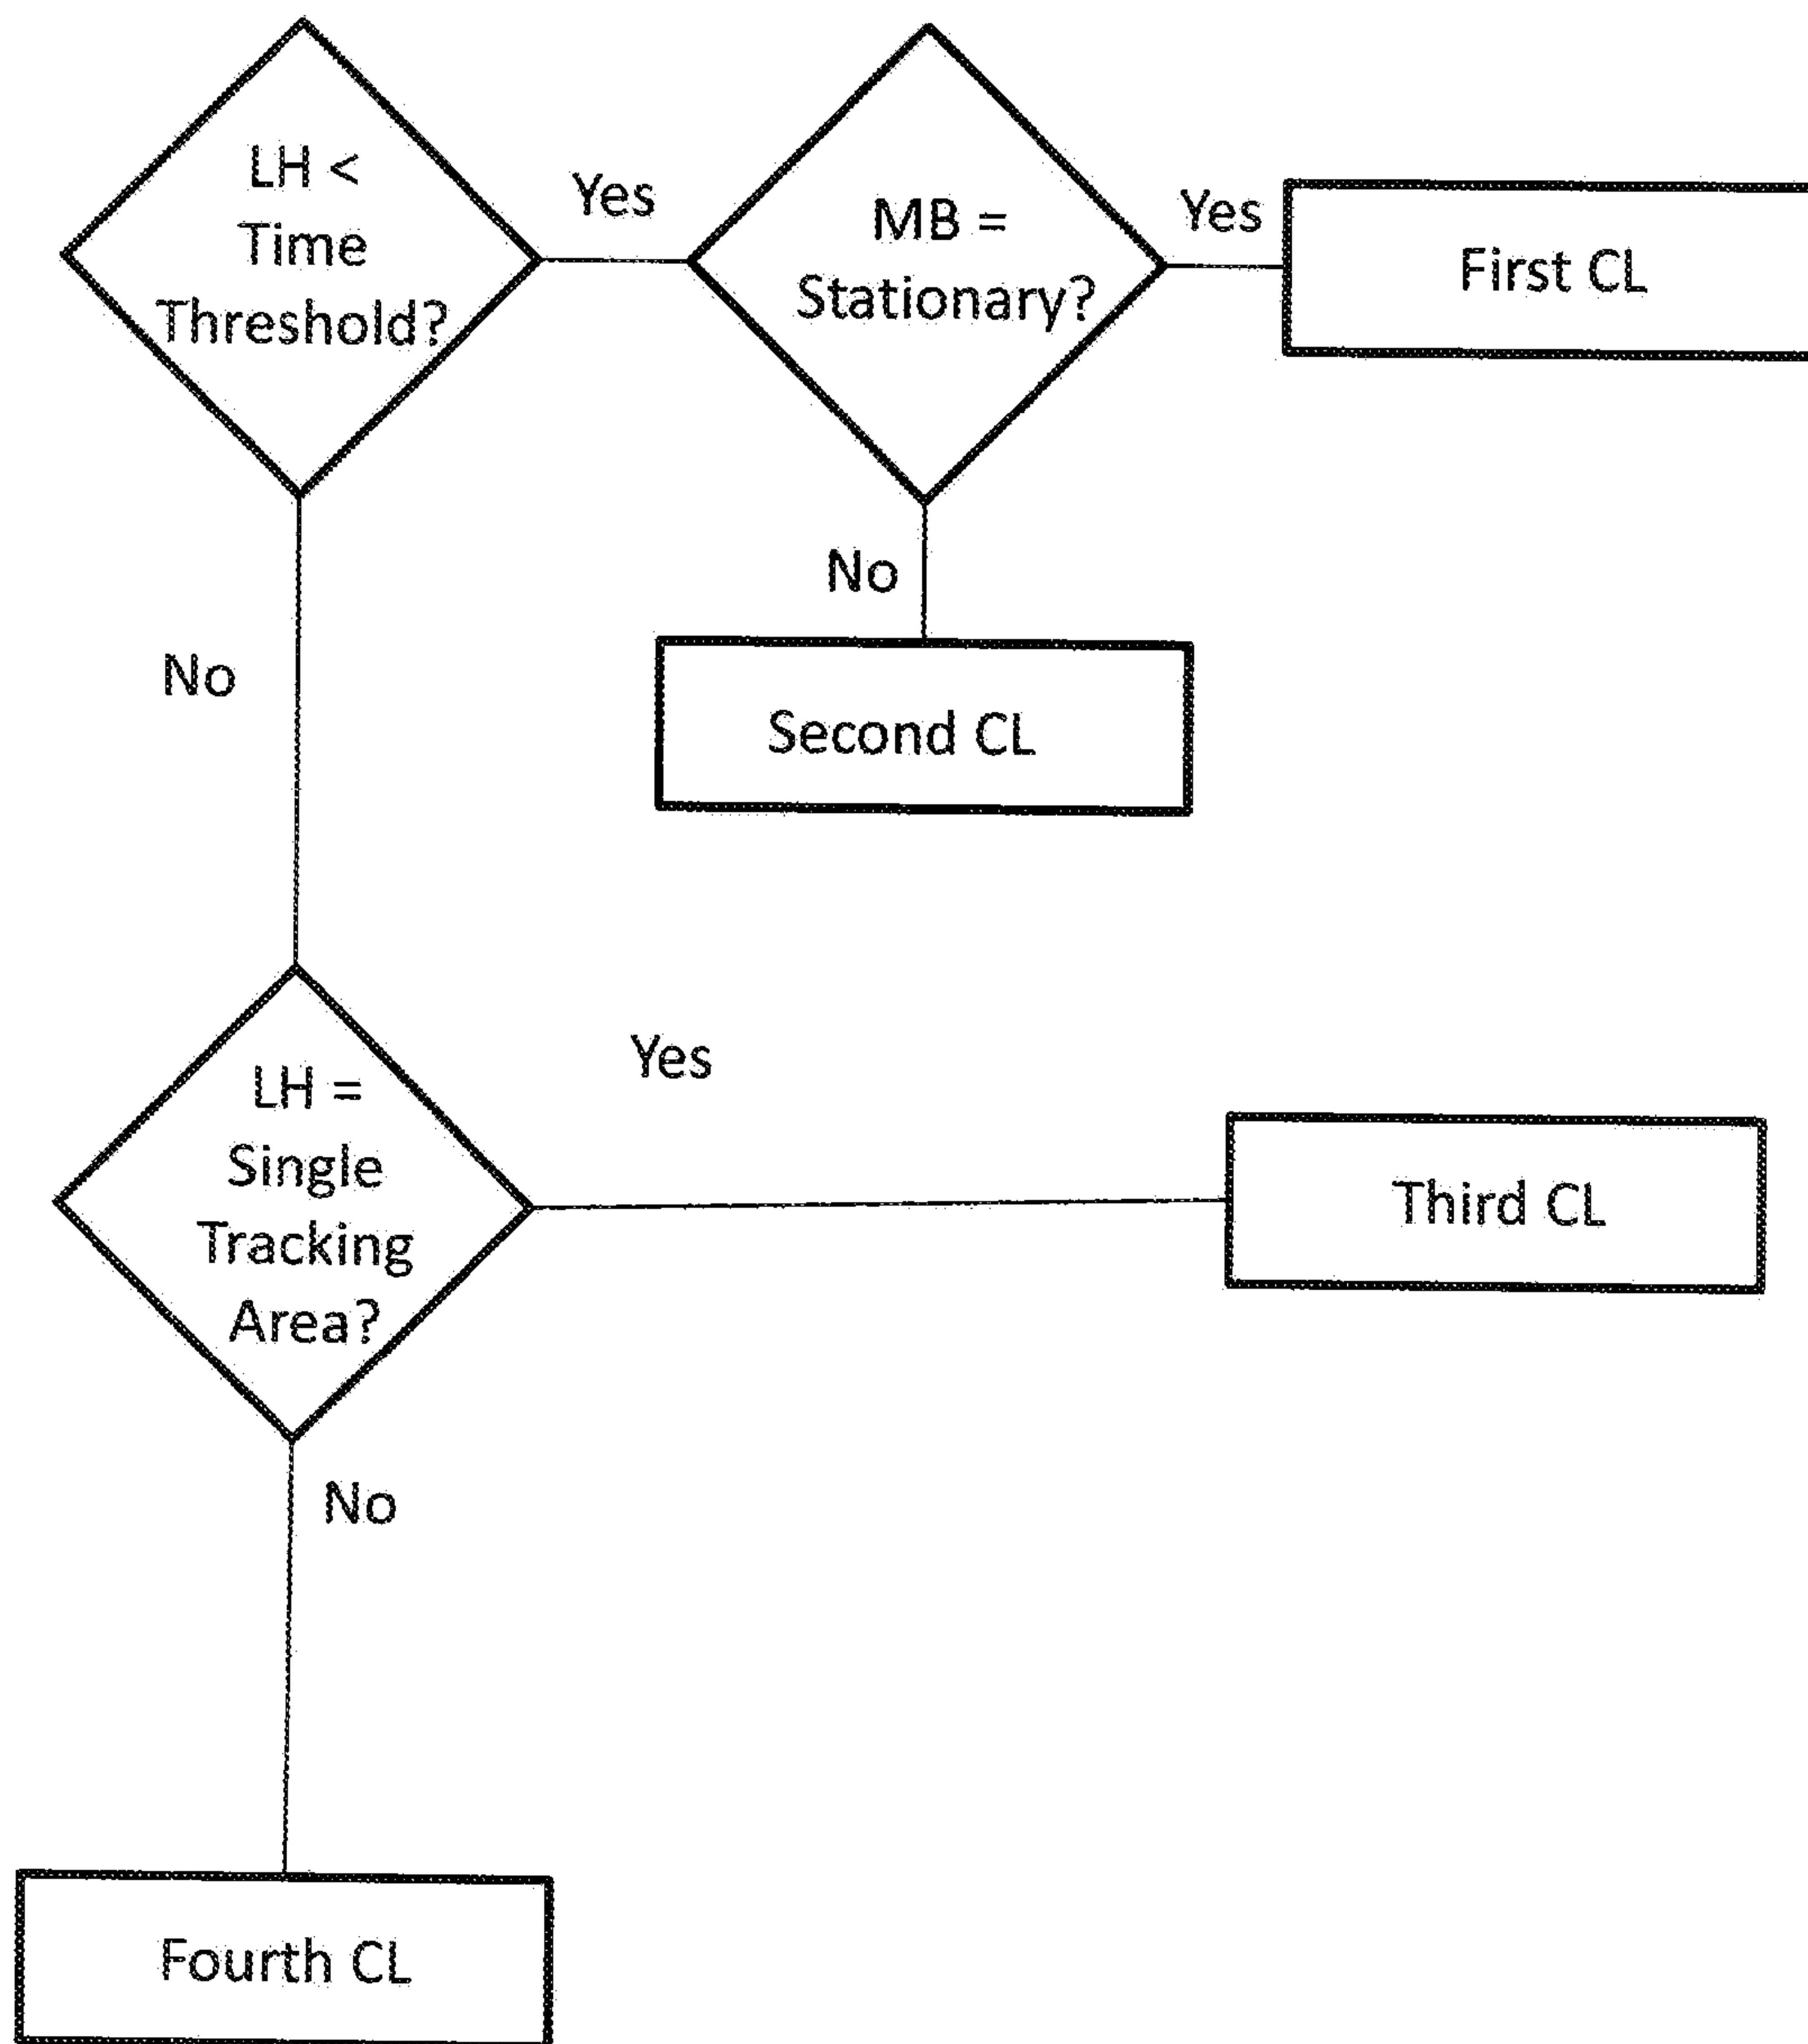 LH <
Time
Threshold?
Yes
MB =
Stationary?
Yes
First CL
No
Second CL
No
LH =
Single
Tracking
Area?
Yes
Third CL
No
Fourth CL